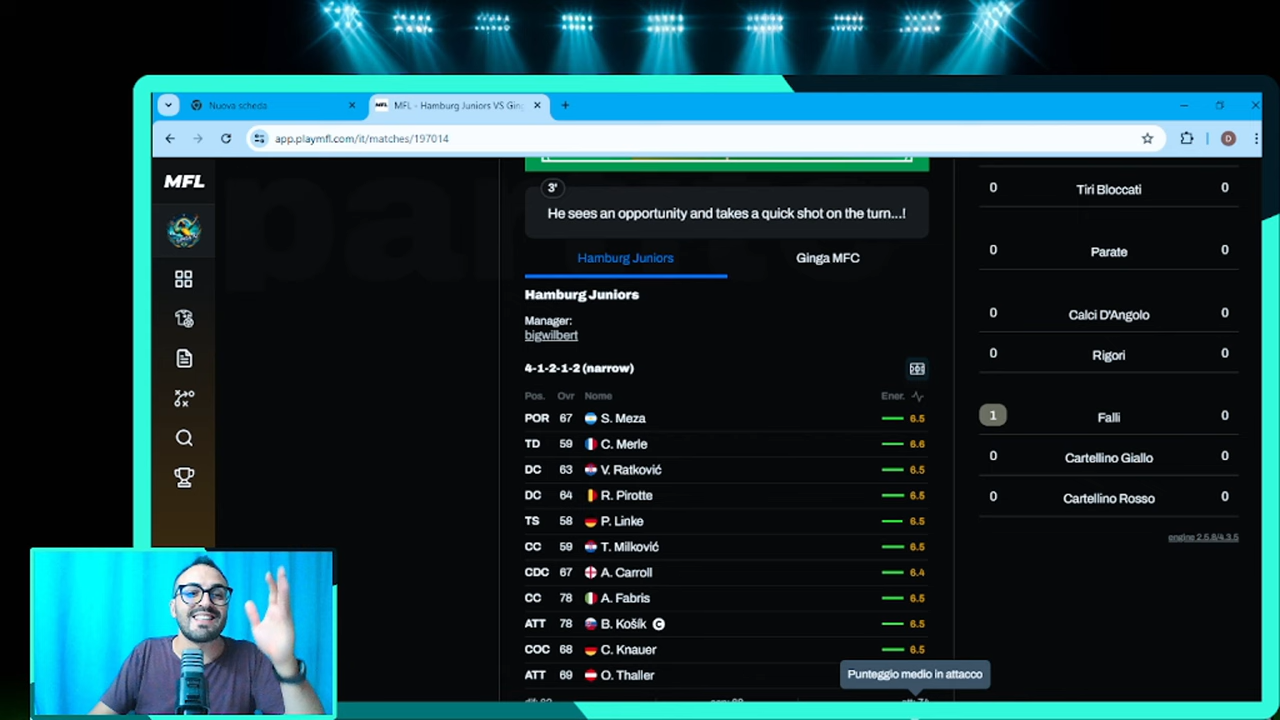 Nuova scheda
MFL - Hamburg Juniors VS Ging
app.playmfl.com/it/matches/197014
D
MFL
3'
He sees an opportunity and takes a quick shot on the turn...!
Hamburg Juniors
Ginga MFC
Hamburg Juniors
Manager:
bigwilbert
4-1-2-1-2 (narrow)
Pos. Ovr Nome Ener.
POR 67 S. Meza 6.5
TD 59 C. Merle 6.6
DC 63 V. Ratković 6.5
DC 64 R. Pirotte 6.5
TS 58 P. Linke 6.5
CC 59 T. Milković 6.5
CDC 67 A. Carroll 6.4
CC 78 A. Fabris 6.5
ATT 78 B. Košík C 6.5
COC 68 C. Knauer 6.5
ATT 69 O. Thaller
Punteggio medio in attacco
0 Tiri Bloccati 0
0 Parate 0
0 Calci D'Angolo 0
0 Rigori 0
1 Falli 0
0 Cartellino Giallo 0
0 Cartellino Rosso 0
engine 2.5.8/4.3.5